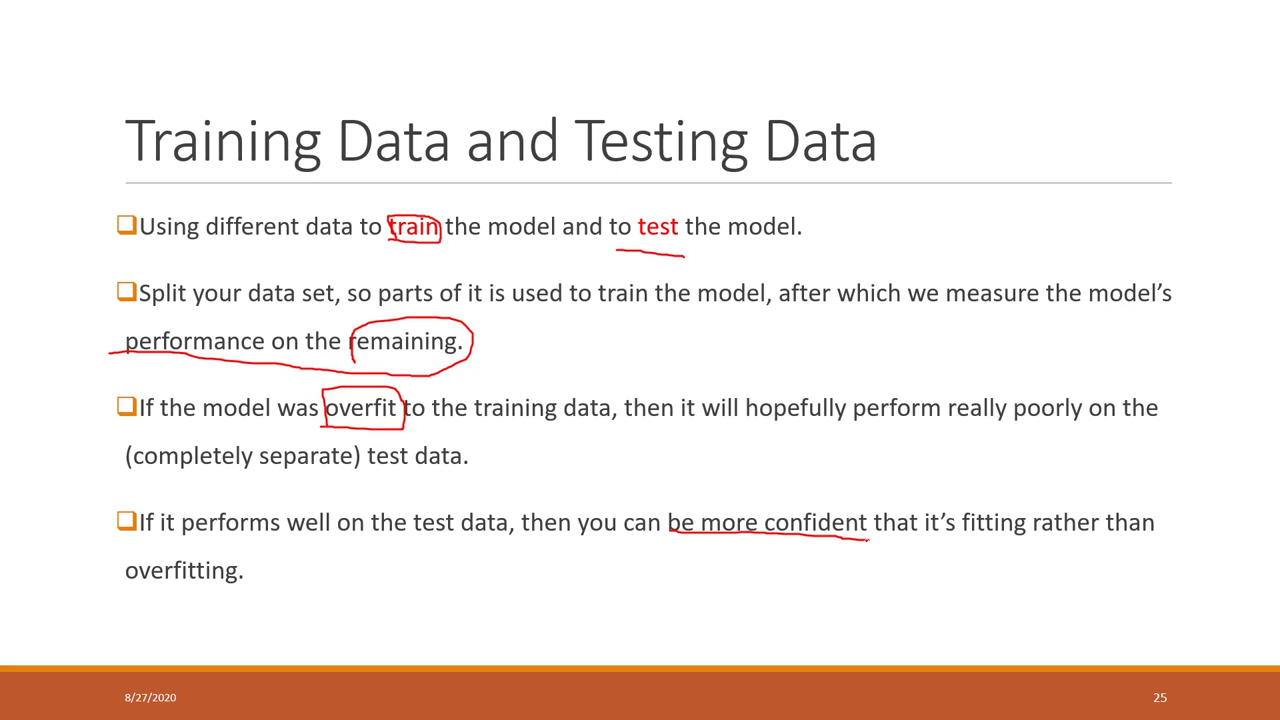 Training Data and Testing Data
❑Using different data to train the model and to test the model.
❑Split your data set, so parts of it is used to train the model, after which we measure the model’s
performance on the remaining.
❑If the model was overfit to the training data, then it will hopefully perform really poorly on the
(completely separate) test data.
❑If it performs well on the test data, then you can be more confident that it’s fitting rather than
overfitting.
8/27/2020
25